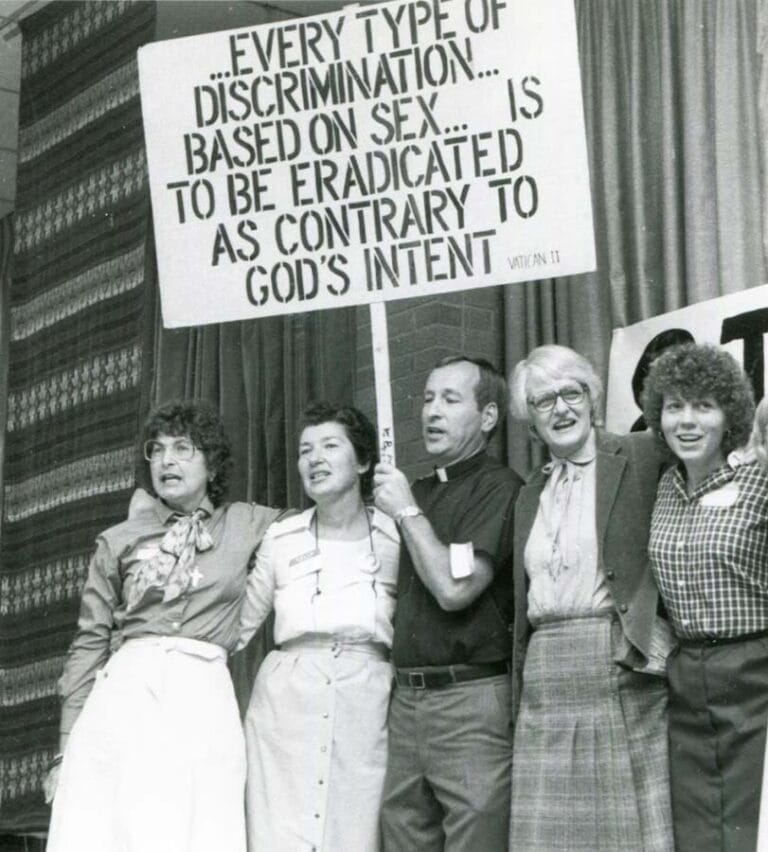 ...EVERY TYPE OF
DISCRIMINATION...
BASED ON SEX... IS
TO BE ERADICATED
AS CONTRARY TO
GOD'S INTENT
VATICAN II